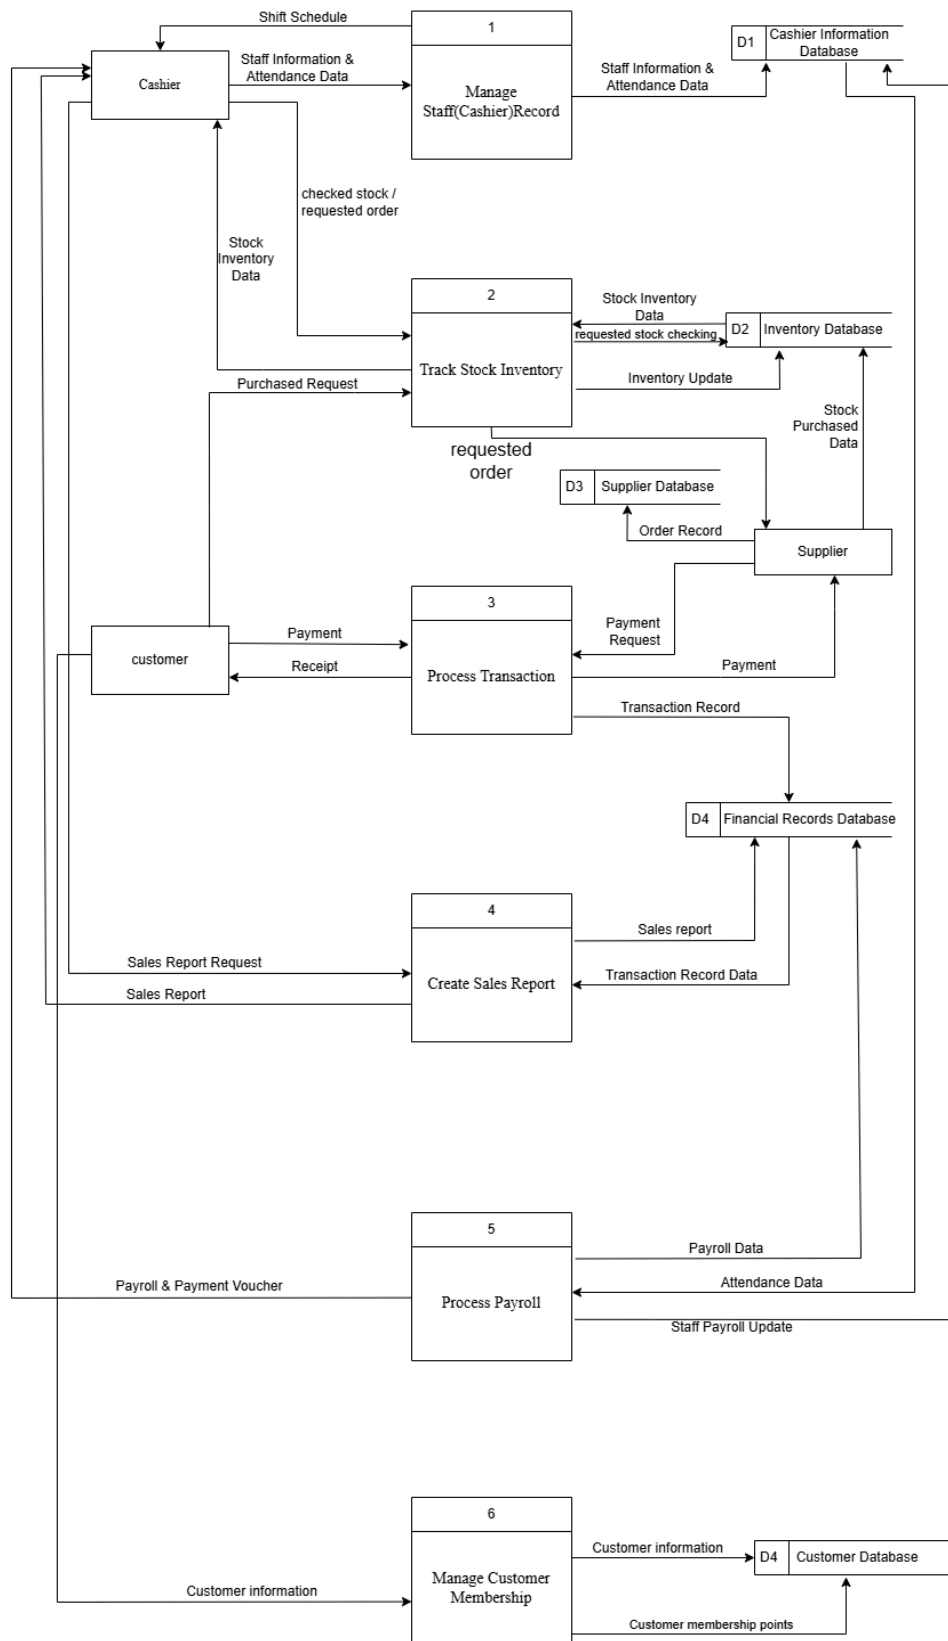 Shift Schedule
1
D1
Cashier Information
Database
Cashier
Staff Information &
Attendance Data
Manage
Staff(Cashier)Record
Staff Information &
Attendance Data
checked stock /
requested order
Stock
Inventory
Data
2
Track Stock Inventory
Stock Inventory
Data
requested stock checking
D2
Inventory Database
Inventory Update
Purchased Request
Stock
Purchased
Data
requested
order
D3
Supplier Database
Order Record
Supplier
3
Process Transaction
Payment
Request
Payment
customer
Payment
Receipt
Transaction Record
D4
Financial Records Database
4
Create Sales Report
Sales report
Transaction Record Data
Sales Report Request
Sales Report
5
Process Payroll
Payroll Data
Attendance Data
Staff Payroll Update
Payroll & Payment Voucher
6
Manage Customer
Membership
Customer information
D4
Customer Database
Customer information
Customer membership points